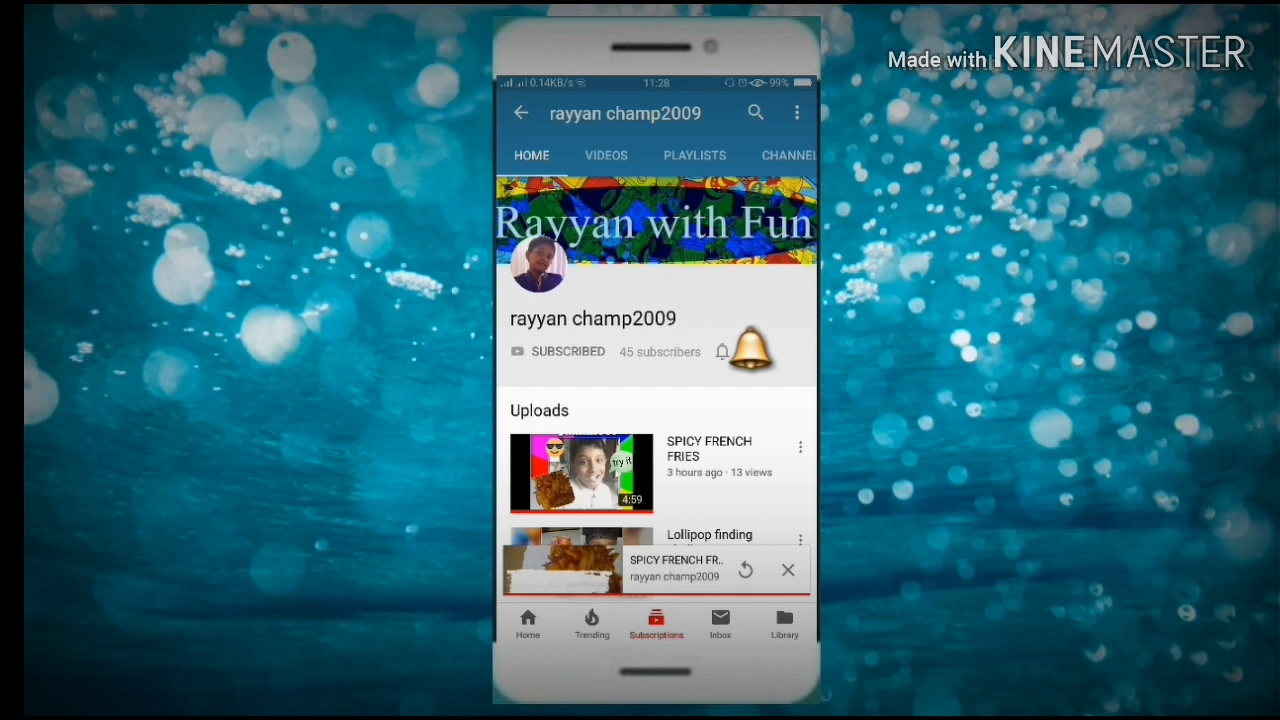 Made with KINEMASTER
0.14KB/s 11:28 99%
rayyan champ2009
HOME VIDEOS PLAYLISTS CHANNEL
Rayyan with Fun
rayyan champ2009
SUBSCRIBED 45 subscribers
Uploads
SPICY FRENCH
FRIES
3 hours ago · 13 views
try it
4:59
Lollipop finding
SPICY FRENCH FR..
rayyan champ2009
Home Trending Subscriptions Inbox Library